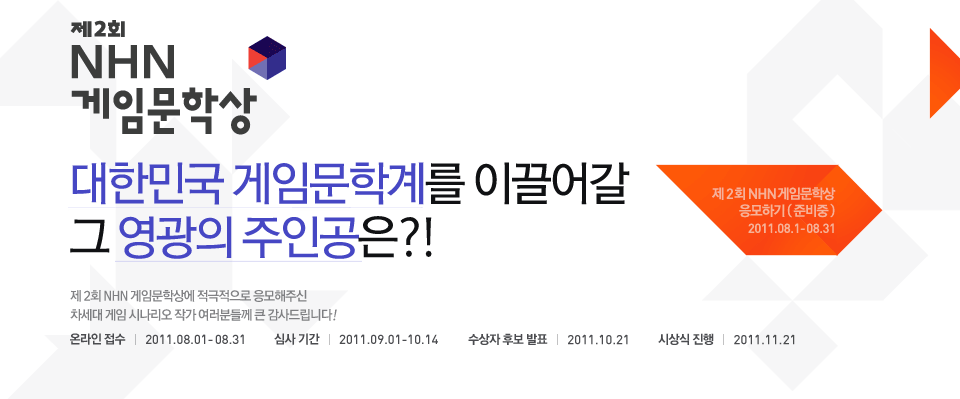 제2회
NHN
게임문학상
대한민국 게임문학계를 이끌어갈
그 영광의 주인공은?!
제 2회 NHN 게임문학상
응모하기 ( 준비중 )
2011.08.1- 08.31
제 2회 NHN 게임문학상에 적극적으로 응모해주신
차세대 게임 시나리오 작가 여러분들께 큰 감사드립니다!
온라인 접수 | 2011.08.01- 08.31 심사 기간 | 2011.09.01-10.14 수상자 후보 발표 | 2011.10.21 시상식 진행 | 2011.11.21